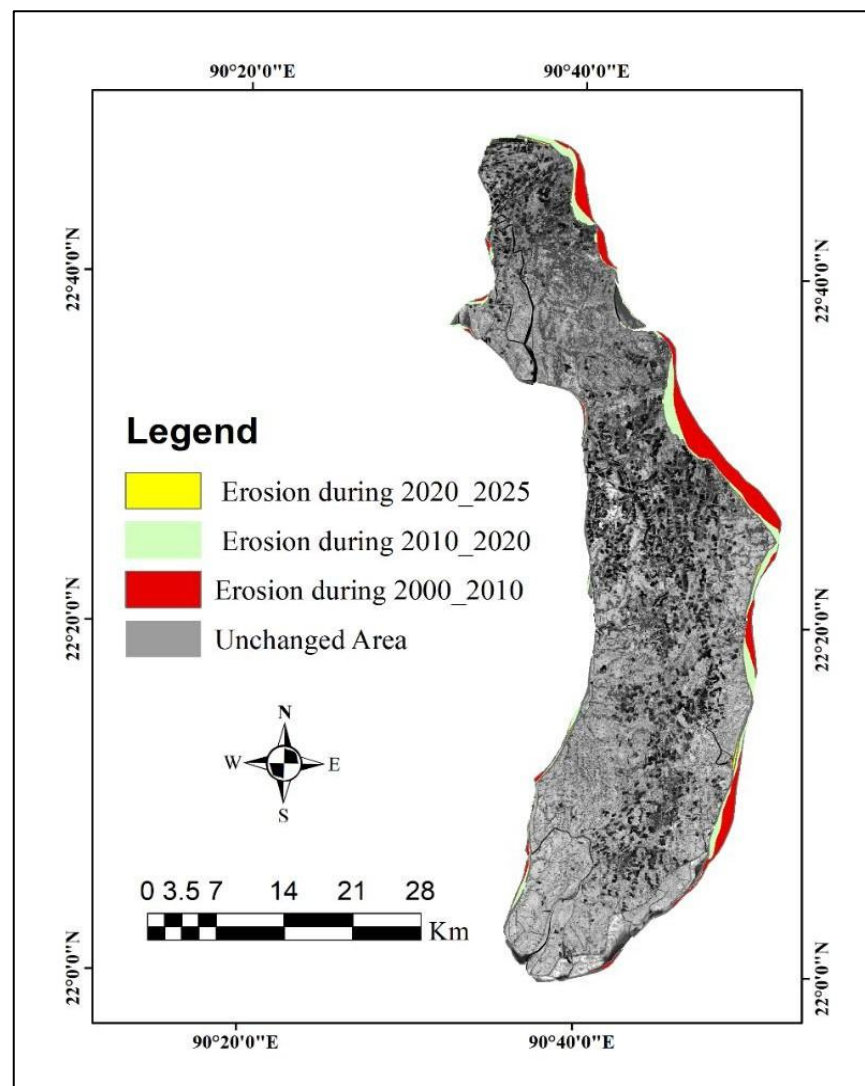 90°20'0"E 90°40'0"E
22°40'0"N 22°40'0"N
Legend
Erosion during 2020_2025
Erosion during 2010_2020
Erosion during 2000_2010
Unchanged Area
22°20'0"N 22°20'0"N
N
W E
S
0 3.5 7 14 21 28
Km
22°0'0"N 22°0'0"N
90°20'0"E 90°40'0"E